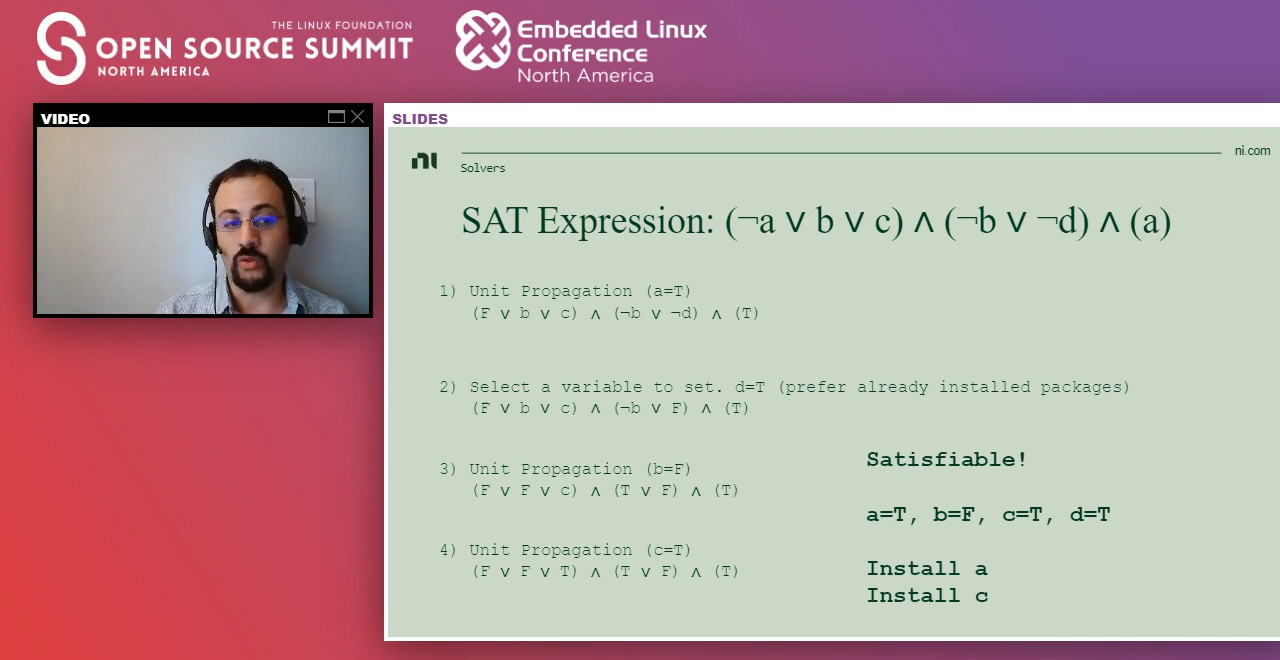 THE LINUX FOUNDATION
OPEN SOURCE SUMMIT
NORTH AMERICA
Embedded Linux
Conference
North America
VIDEO
SLIDES
ni
ni.com
Solvers
SAT Expression: (¬a ∨ b ∨ c) ∧ (¬b ∨ ¬d) ∧ (a)
1) Unit Propagation (a=T)
(F ∨ b ∨ c) ∧ (¬b ∨ ¬d) ∧ (T)
2) Select a variable to set. d=T (prefer already installed packages)
(F ∨ b ∨ c) ∧ (¬b ∨ F) ∧ (T)
3) Unit Propagation (b=F)
(F ∨ F ∨ c) ∧ (T ∨ F) ∧ (T)
4) Unit Propagation (c=T)
(F ∨ F ∨ T) ∧ (T ∨ F) ∧ (T)
Satisfiable!
a=T, b=F, c=T, d=T
Install a
Install c